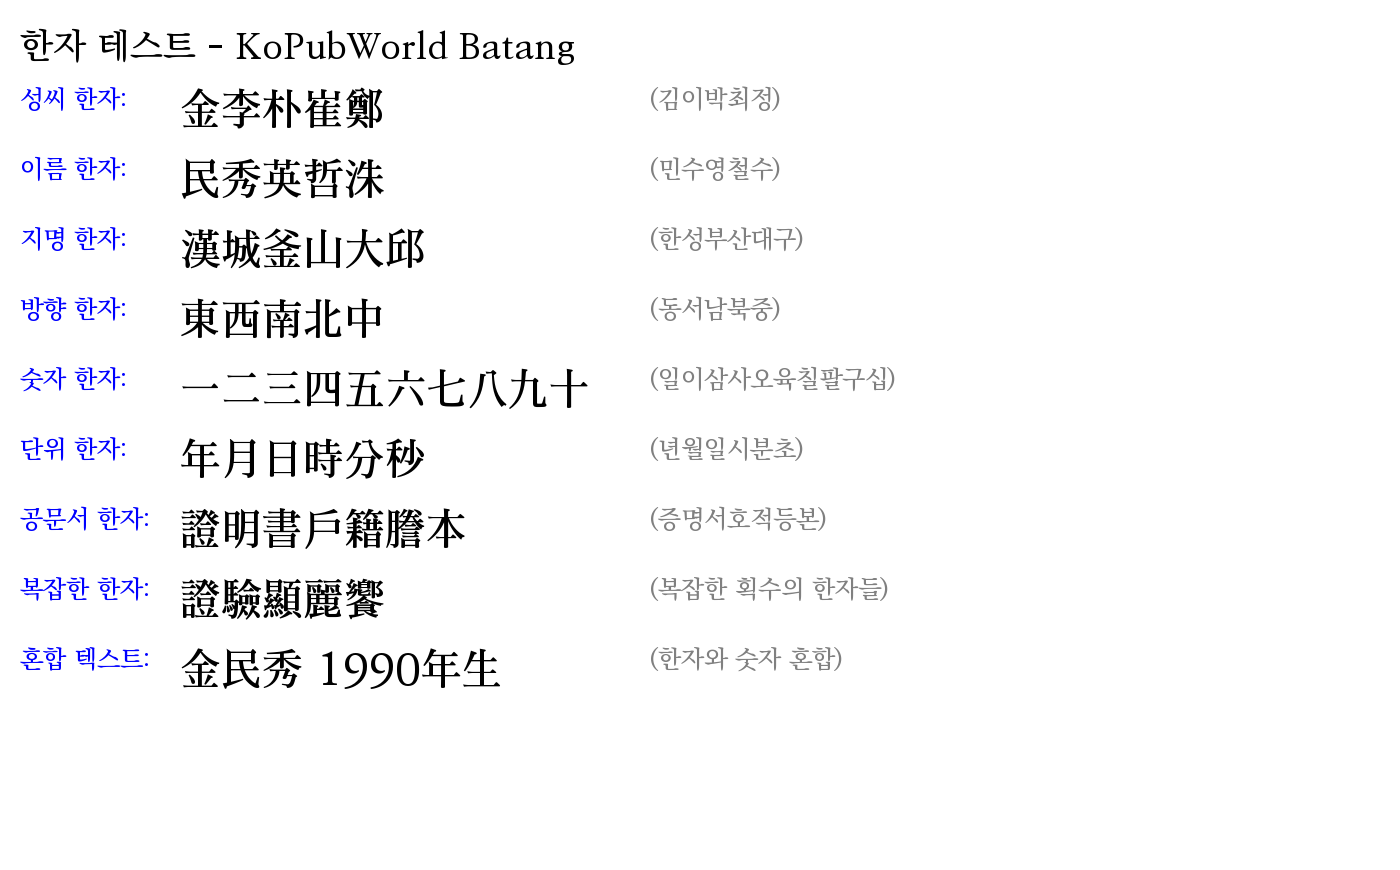 한자 테스트 - KoPubWorld Batang
성씨 한자: 金李朴崔鄭 (김이박최정)
이름 한자: 民秀英哲洙 (민수영철수)
지명 한자: 漢城釜山大邱 (한성부산대구)
방향 한자: 東西南北中 (동서남북중)
숫자 한자: 一二三四五六七八九十 (일이삼사오육칠팔구십)
단위 한자: 年月日時分秒 (년월일시분초)
공문서 한자: 證明書戶籍謄本 (증명서호적등본)
복잡한 한자: 證驗顯麗饗 (복잡한 획수의 한자들)
혼합 텍스트: 金民秀 1990年生 (한자와 숫자 혼합)